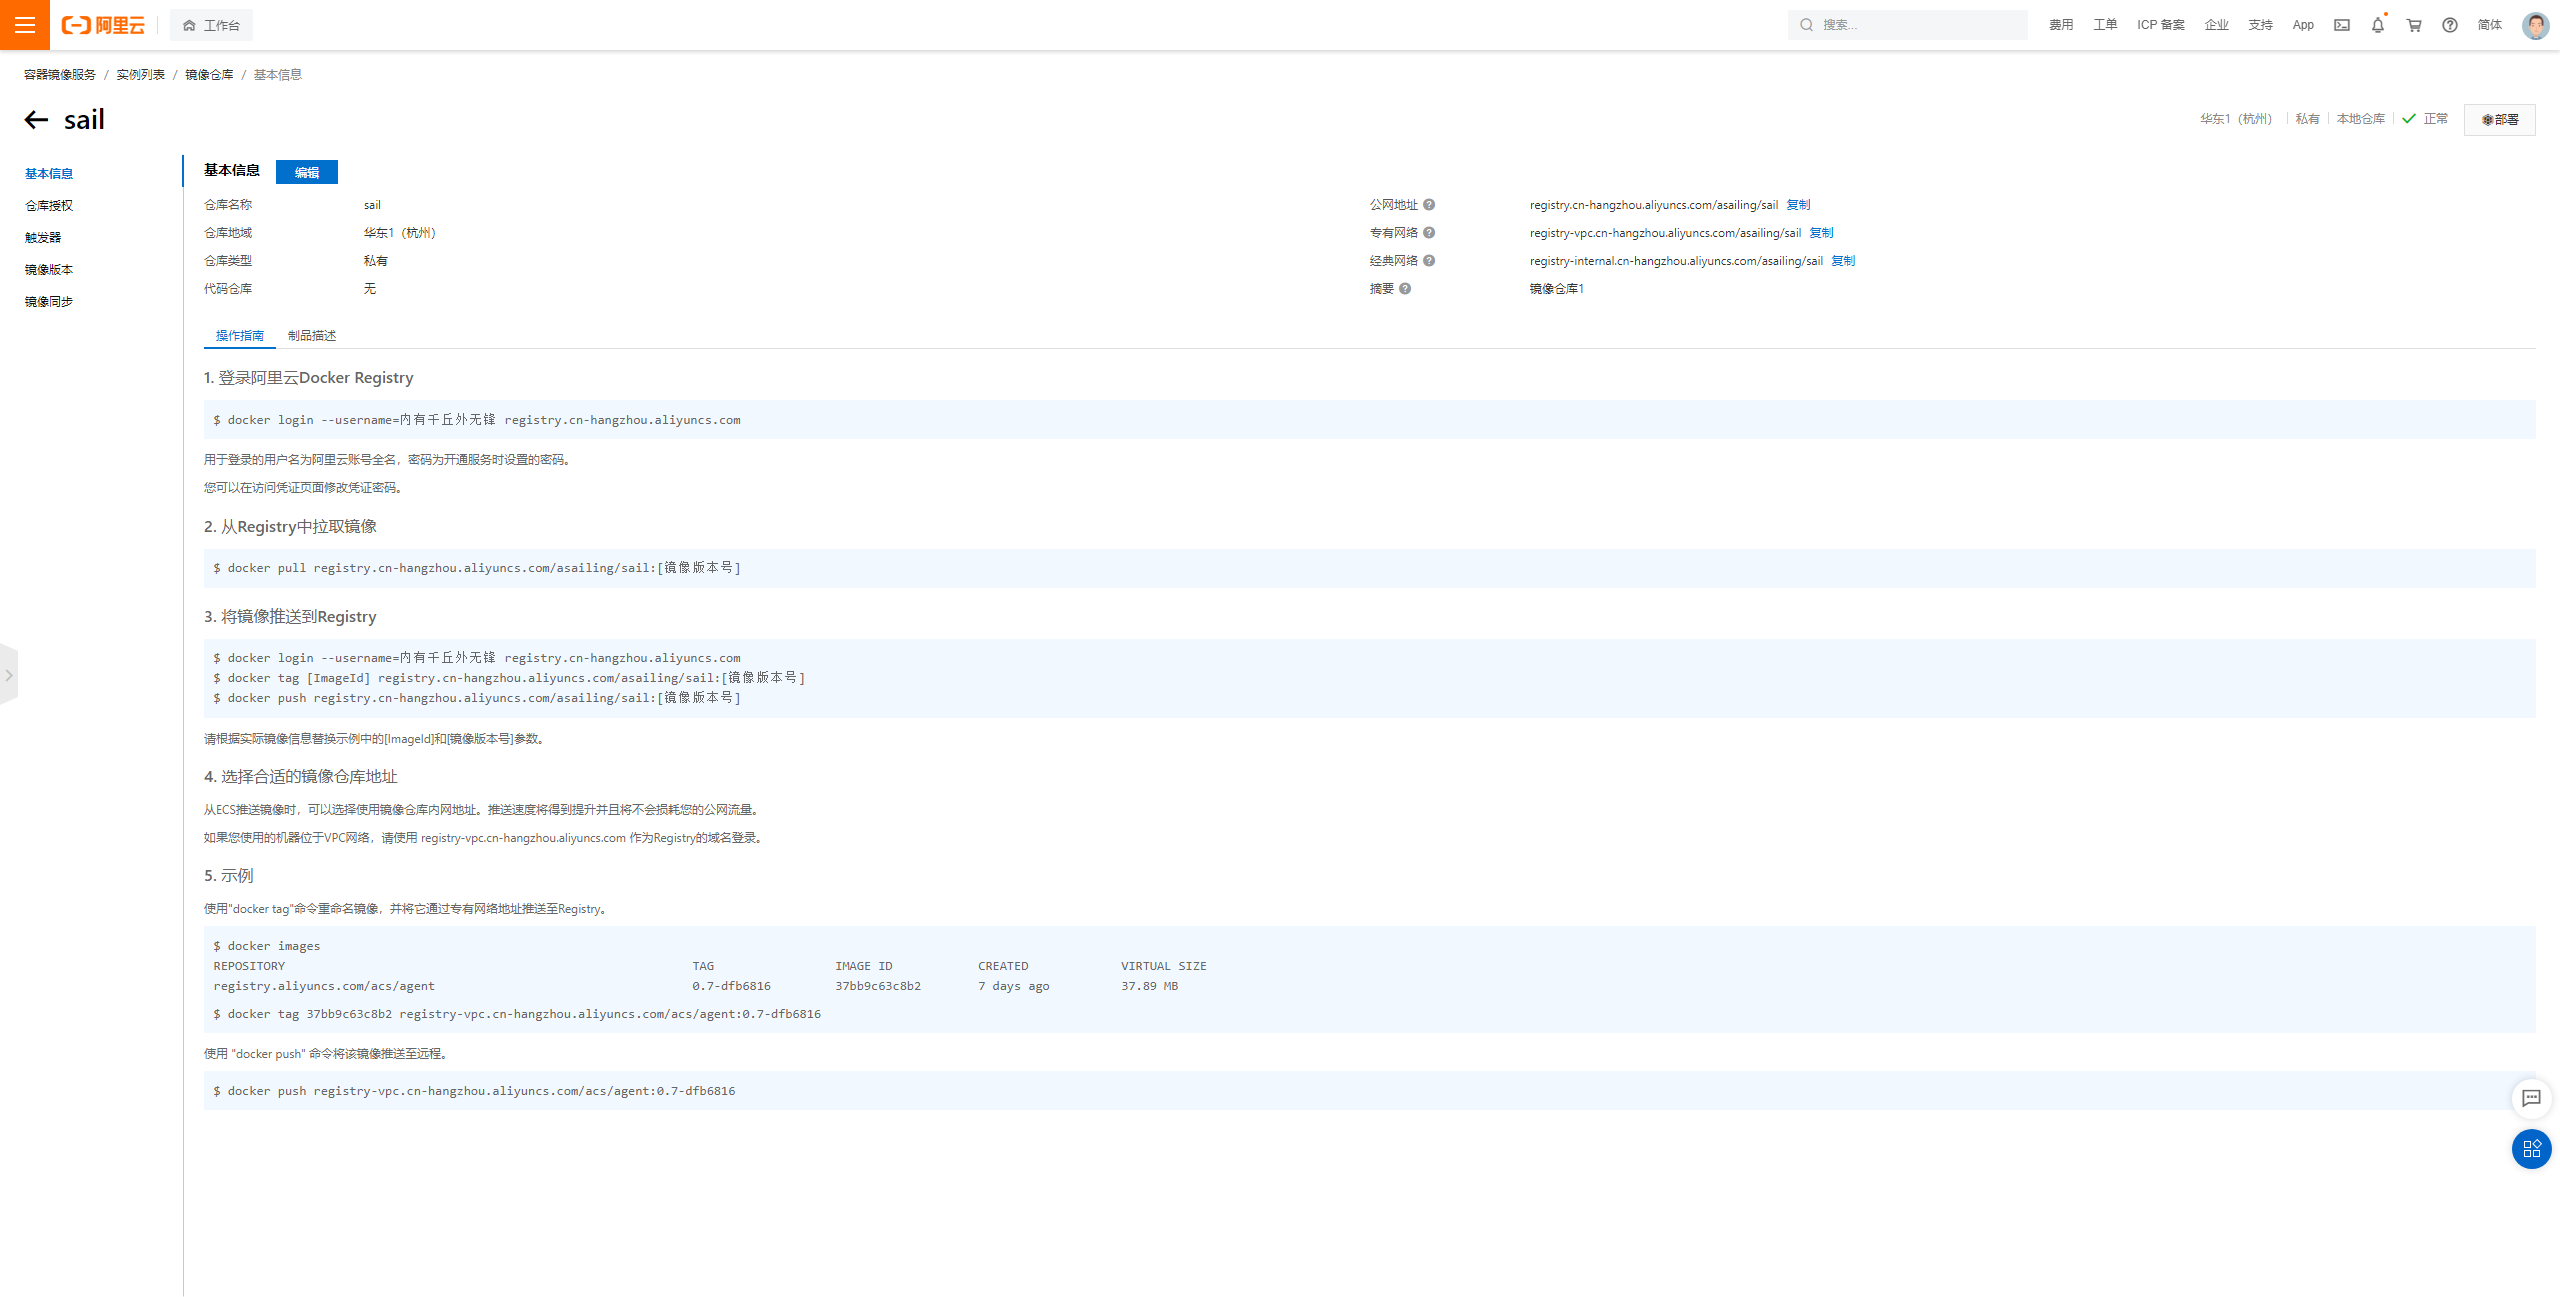 阿里云 工作台 搜索... 费用 工单 ICP 备案 企业 支持 App 简体
容器镜像服务 / 实例列表 / 镜像仓库 / 基本信息
sail 华东1（杭州） 私有 本地仓库 正常 部署
基本信息
仓库授权
触发器
镜像版本
镜像同步
基本信息 编辑
仓库名称 sail 公网地址 registry.cn-hangzhou.aliyuncs.com/asailing/sail 复制
仓库地域 华东1（杭州） 专有网络 registry-vpc.cn-hangzhou.aliyuncs.com/asailing/sail 复制
仓库类型 私有 经典网络 registry-internal.cn-hangzhou.aliyuncs.com/asailing/sail 复制
代码仓库 无 摘要 镜像仓库1
操作指南 制品描述
1. 登录阿里云Docker Registry
$ docker login --username=内有千丘外无锋 registry.cn-hangzhou.aliyuncs.com
用于登录的用户名为阿里云账号全名，密码为开通服务时设置的密码。
您可以在访问凭证页面修改凭证密码。
2. 从Registry中拉取镜像
$ docker pull registry.cn-hangzhou.aliyuncs.com/asailing/sail:[镜像版本号]
3. 将镜像推送到Registry
$ docker login --username=内有千丘外无锋 registry.cn-hangzhou.aliyuncs.com
$ docker tag [ImageId] registry.cn-hangzhou.aliyuncs.com/asailing/sail:[镜像版本号]
$ docker push registry.cn-hangzhou.aliyuncs.com/asailing/sail:[镜像版本号]
请根据实际镜像信息替换示例中的[ImageId]和[镜像版本号]参数。
4. 选择合适的镜像仓库地址
从ECS推送镜像时，可以选择使用镜像仓库内网地址。推送速度将得到提升并且将不会损耗您的公网流量。
如果您使用的机器位于VPC网络，请使用 registry-vpc.cn-hangzhou.aliyuncs.com 作为Registry的域名登录。
5. 示例
使用"docker tag"命令重命名镜像，并将它通过专有网络地址推送至Registry。
$ docker images
REPOSITORY TAG IMAGE ID CREATED VIRTUAL SIZE
registry.aliyuncs.com/acs/agent 0.7-dfb6816 37bb9c63c8b2 7 days ago 37.89 MB
$ docker tag 37bb9c63c8b2 registry-vpc.cn-hangzhou.aliyuncs.com/acs/agent:0.7-dfb6816
使用 "docker push" 命令将该镜像推送至远程。
$ docker push registry-vpc.cn-hangzhou.aliyuncs.com/acs/agent:0.7-dfb6816